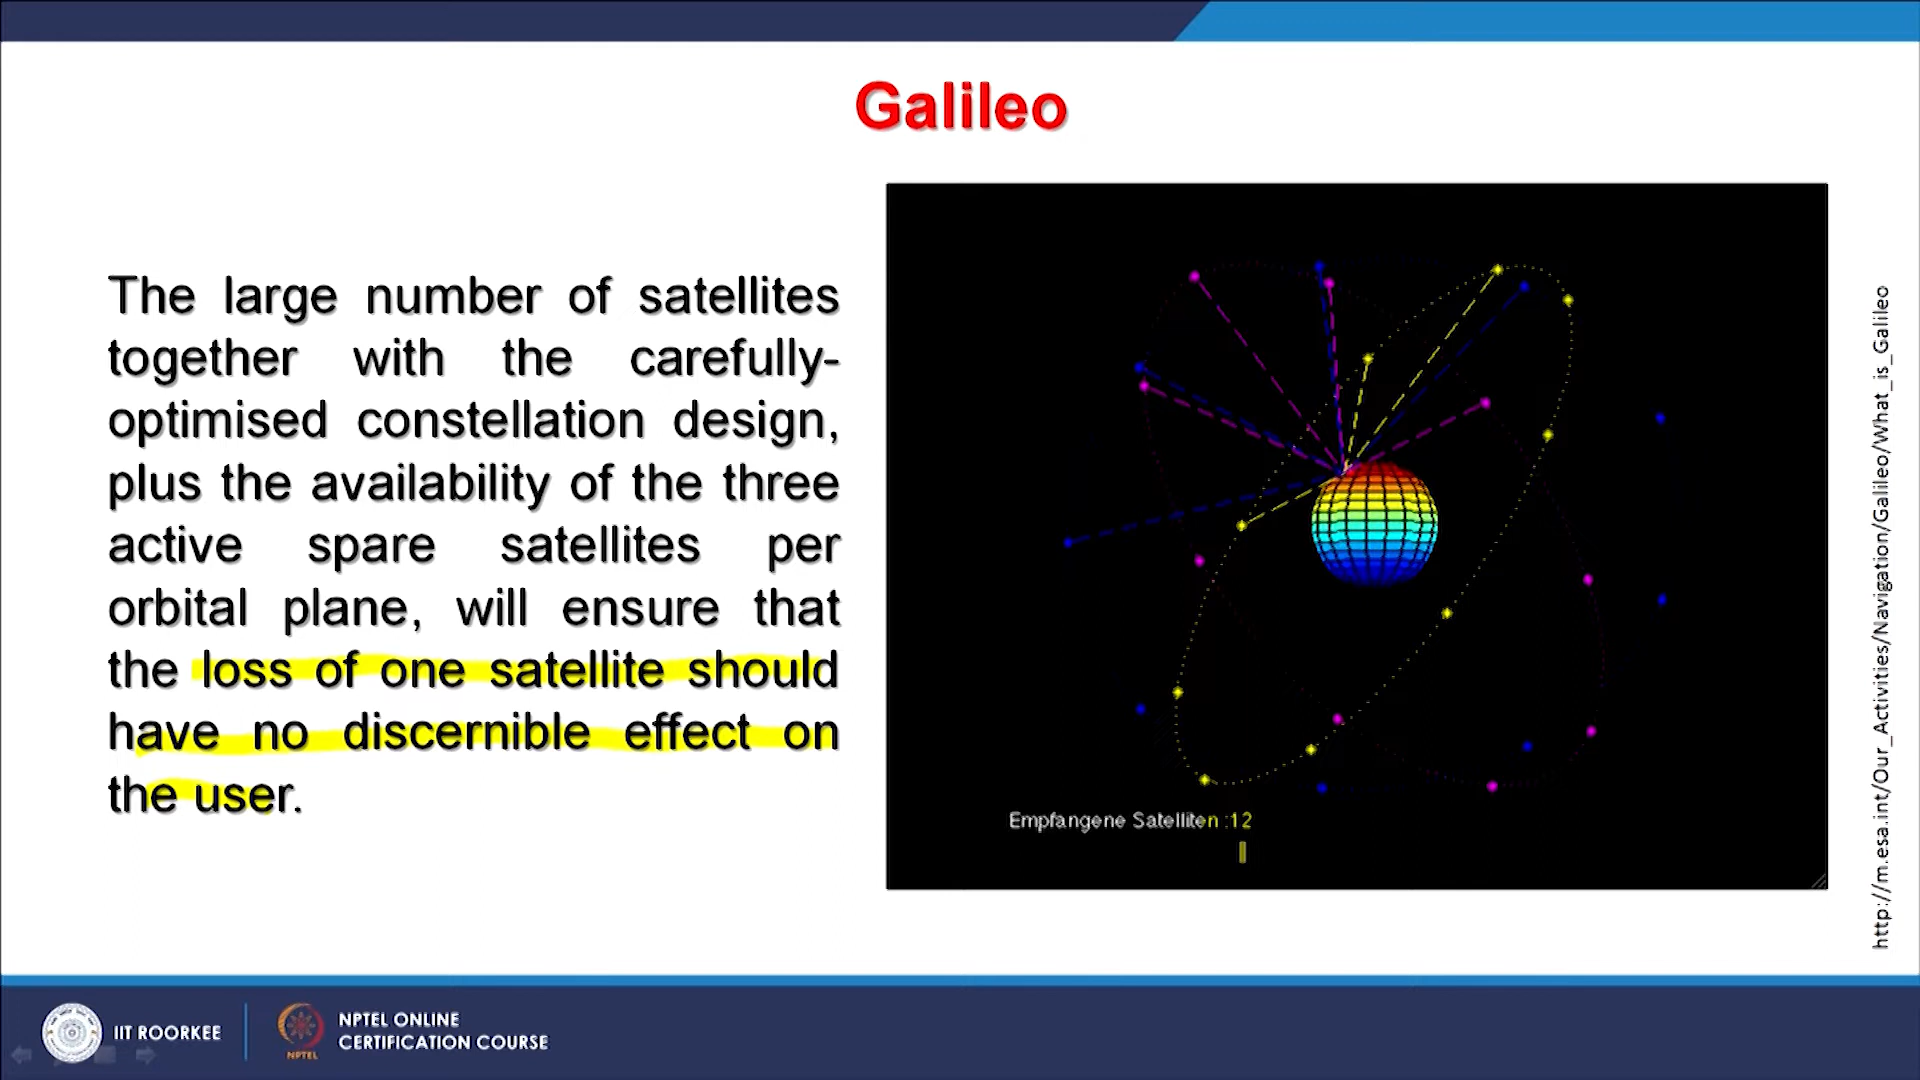 Galileo
The large number of satellites
together with the carefully-
optimised constellation design,
plus the availability of the three
active spare satellites per
orbital plane, will ensure that
the loss of one satellite should
have no discernible effect on
the user.
Empfangene Satelliten :12
http://m.esa.int/Our_Activities/Navigation/Galileo/What_is_Galileo
IIT ROORKEE
NPTEL
NPTEL ONLINE
CERTIFICATION COURSE